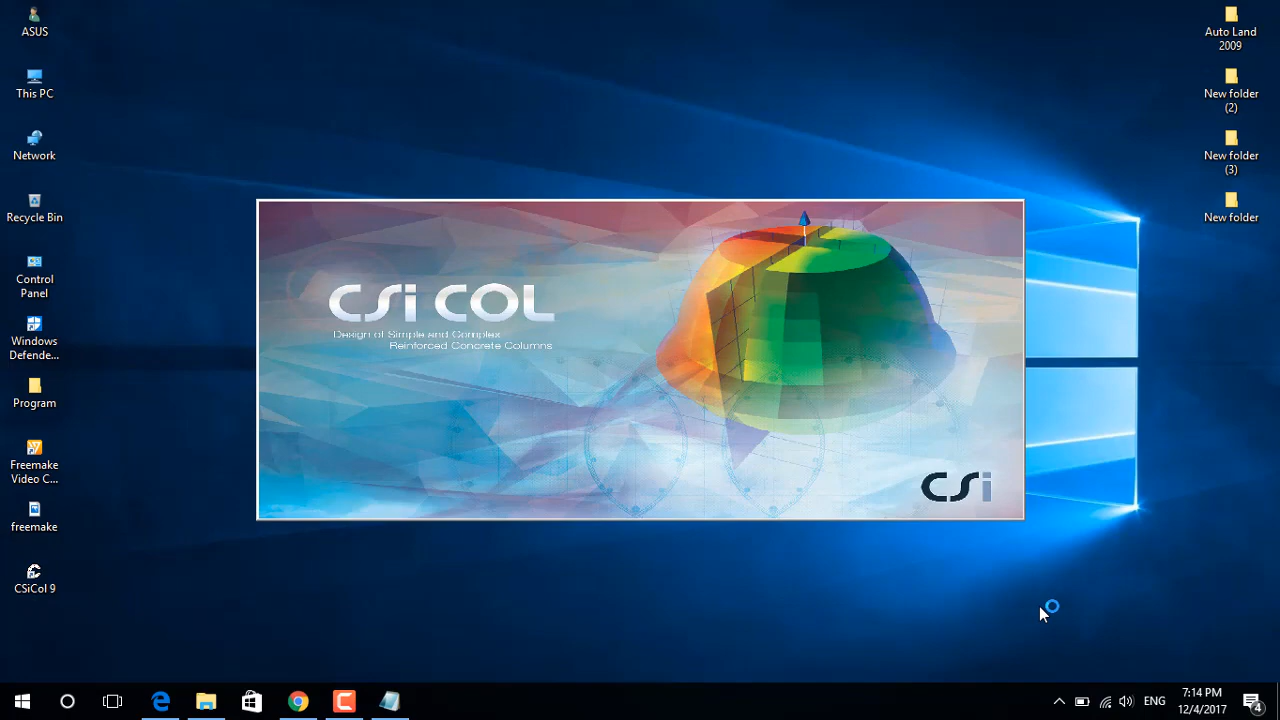 ASUS
This PC
Network
Recycle Bin
Control
Panel
Windows
Defende...
Program
Freemake
Video C...
freemake
CSiCol 9
CSi COL
Design of Simple and Complex
Reinforced Concrete Columns
CSi
Auto Land
2009
New folder
(2)
New folder
(3)
New folder
ENG
7:14 PM
12/4/2017
4